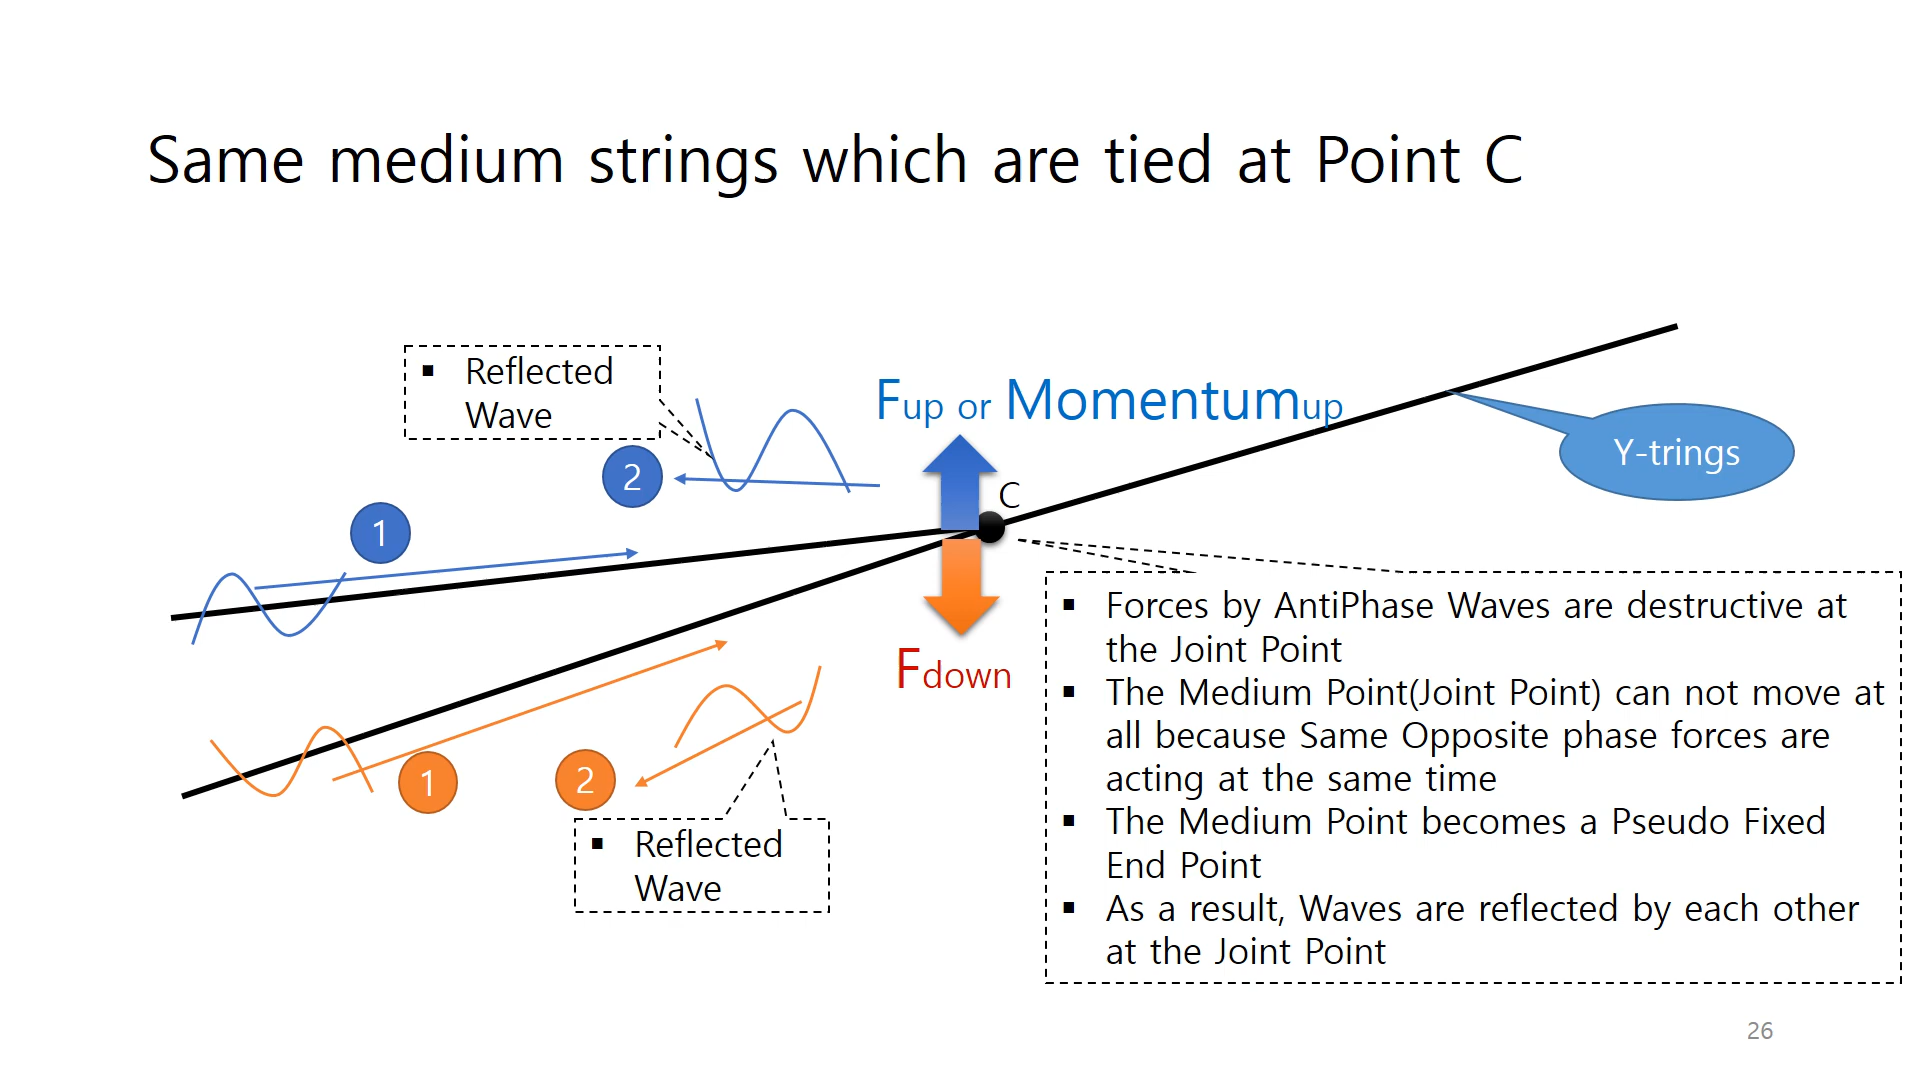 Same medium strings which are tied at Point C
▪ Reflected
Wave
Fup or Momentumup
2
C
Y-trings
1
Fdown
1
2
▪ Reflected
Wave
▪ Forces by AntiPhase Waves are destructive at
the Joint Point
▪ The Medium Point(Joint Point) can not move at
all because Same Opposite phase forces are
acting at the same time
▪ The Medium Point becomes a Pseudo Fixed
End Point
▪ As a result, Waves are reflected by each other
at the Joint Point
26